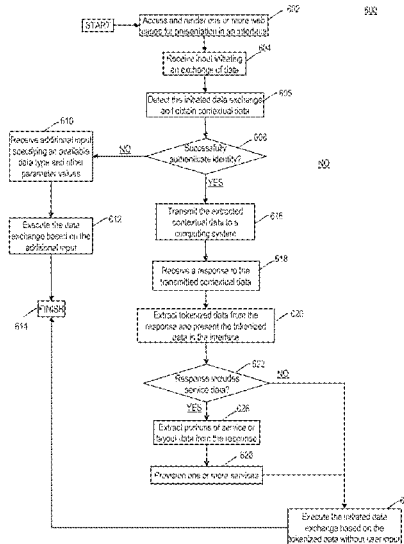 600
602
START
Access and render one or more web
pages for presentation in an interface
604
Receive input initiating
an exchange of data
606
Detect the initiated data exchange
and obtain contextual data
610
608
Receive additional input
specifying an available
data type and other
parameter values
NO
Successfully
authenticate identity?
NO
YES
612
616
Execute the data
exchange based on the
additional input
Transmit the extracted
contextual data to a
computing system
618
Receive a response to the
transmitted contextual data
614
FINISH
620
Extract tokenized data from the
response and present the tokenized
data in the interface
622
Response includes
service data?
NO
YES
626
Extract portions of service or
layout data from the response
Provision one or more services
Execute the initiated data
exchange based on the
tokenized data without user input